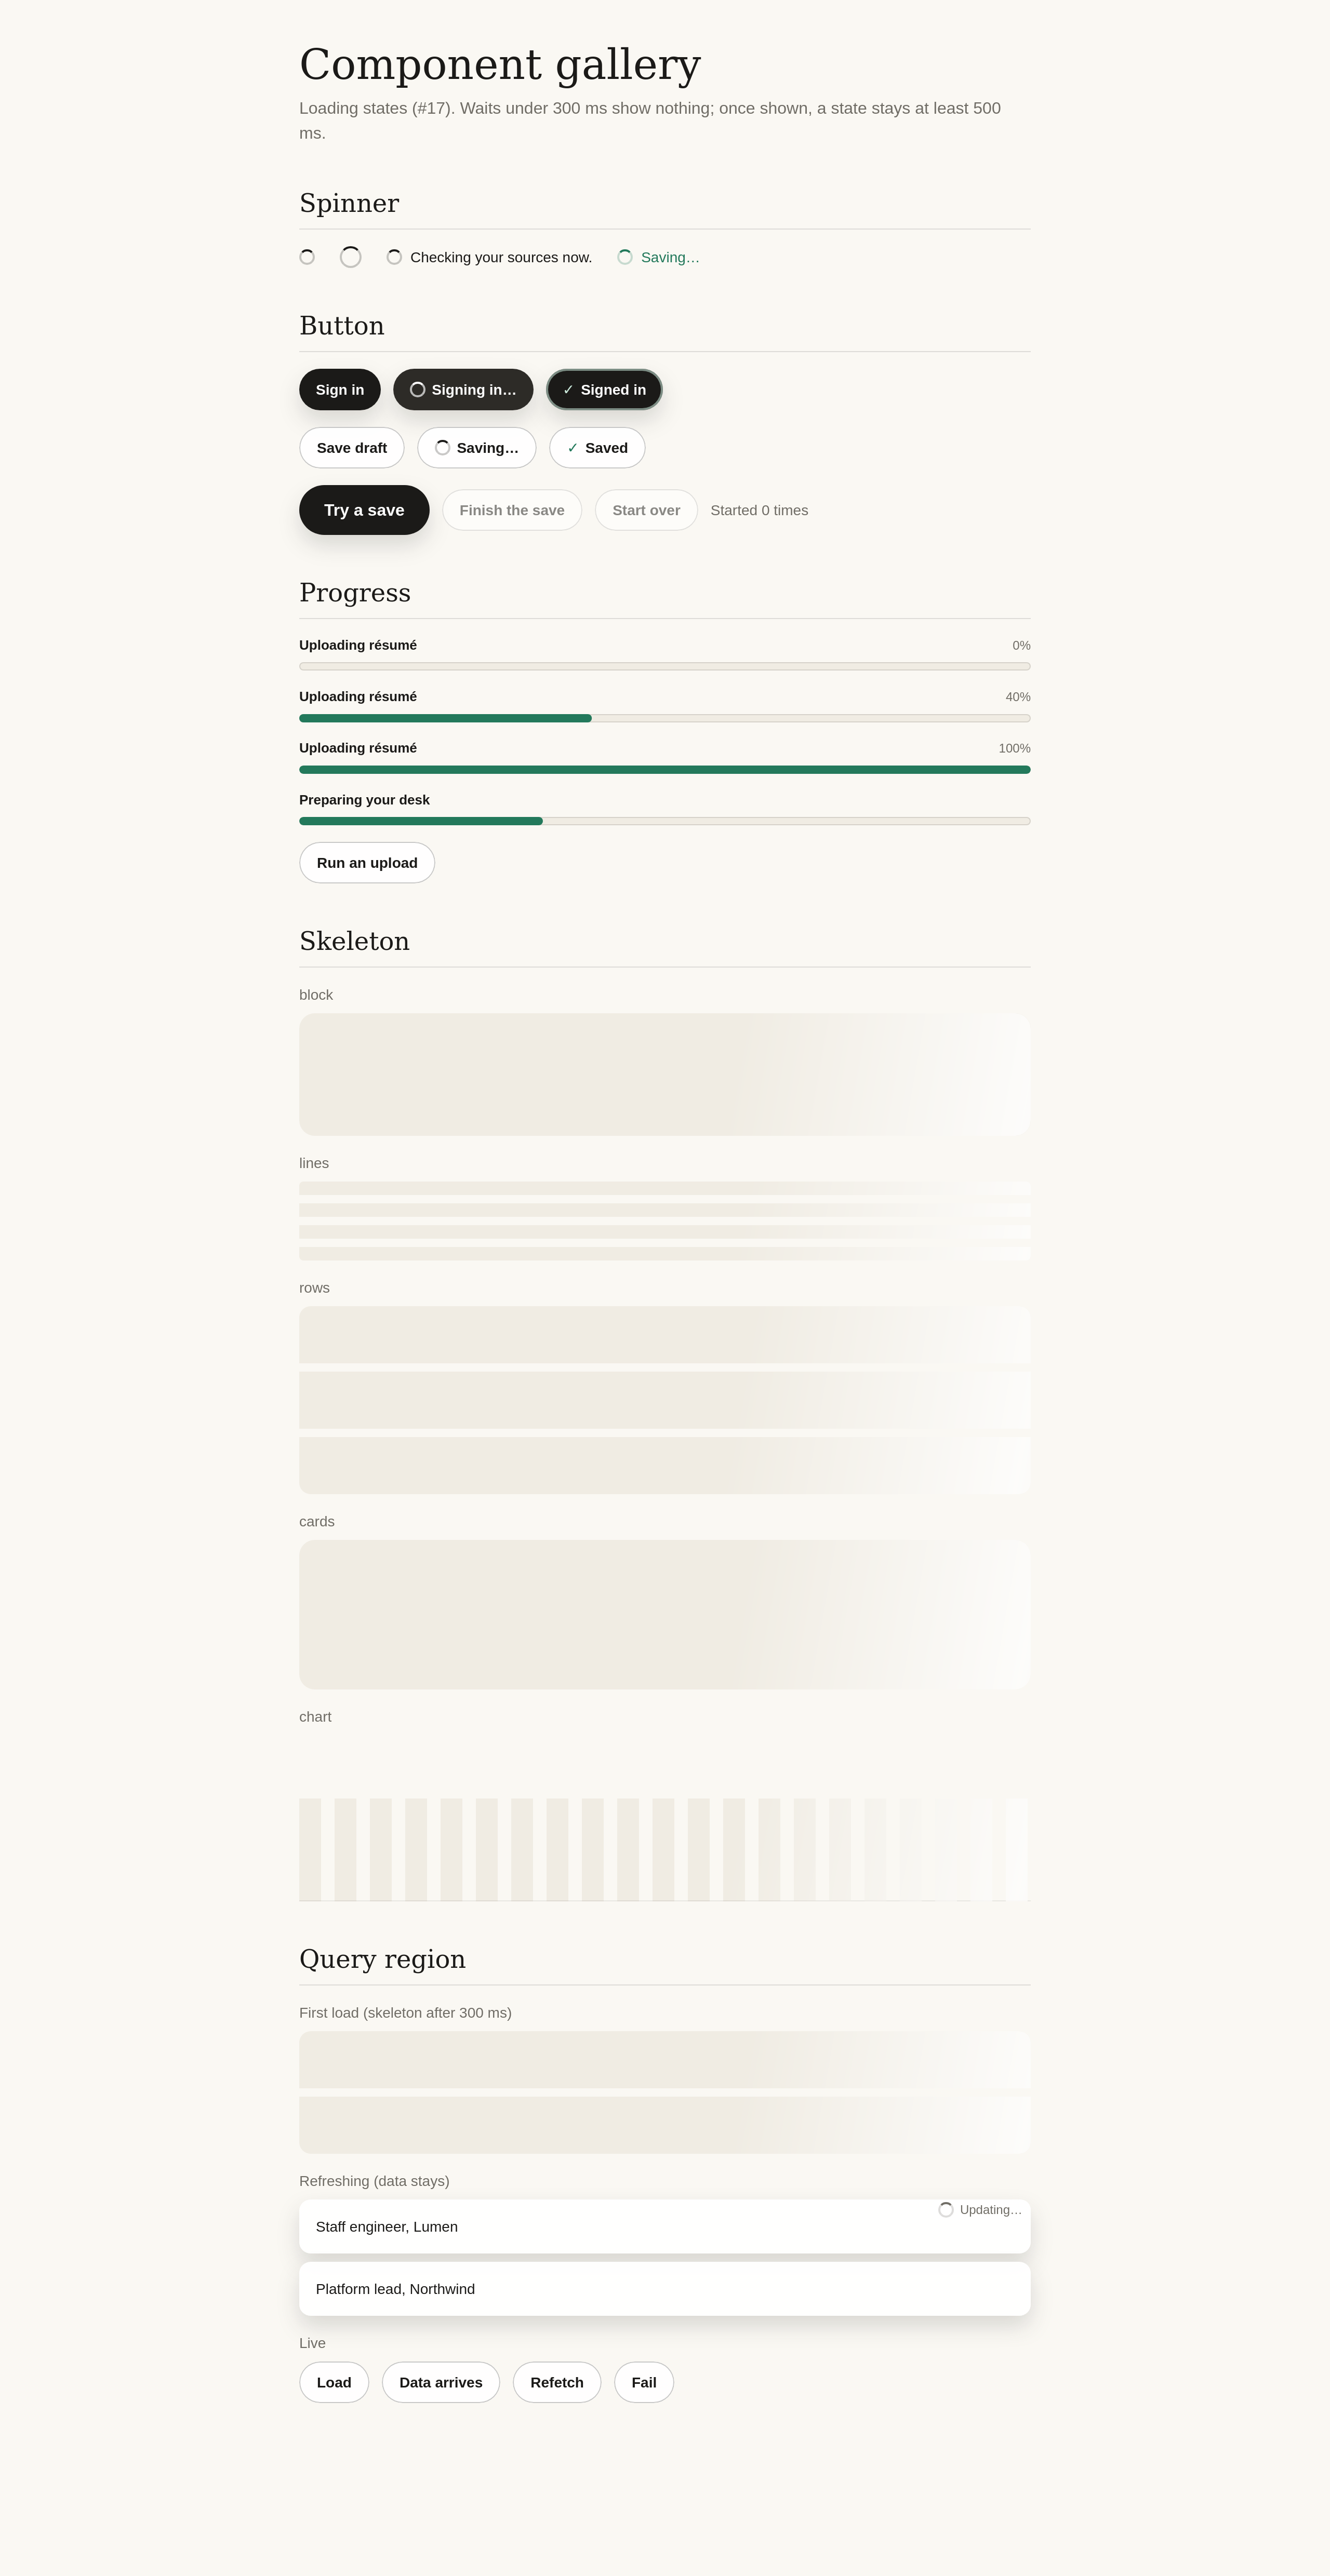 Component gallery
Loading states (#17). Waits under 300 ms show nothing; once shown, a state stays at least 500
ms.
Spinner
Checking your sources now.
Saving…
Button
Sign in
Signing in…
✓ Signed in
Save draft
Saving…
✓ Saved
Try a save
Finish the save
Start over
Started 0 times
Progress
Uploading résumé
0%
Uploading résumé
40%
Uploading résumé
100%
Preparing your desk
Run an upload
Skeleton
block
lines
rows
cards
chart
Query region
First load (skeleton after 300 ms)
Refreshing (data stays)
Updating…
Staff engineer, Lumen
Platform lead, Northwind
Live
Load
Data arrives
Refetch
Fail